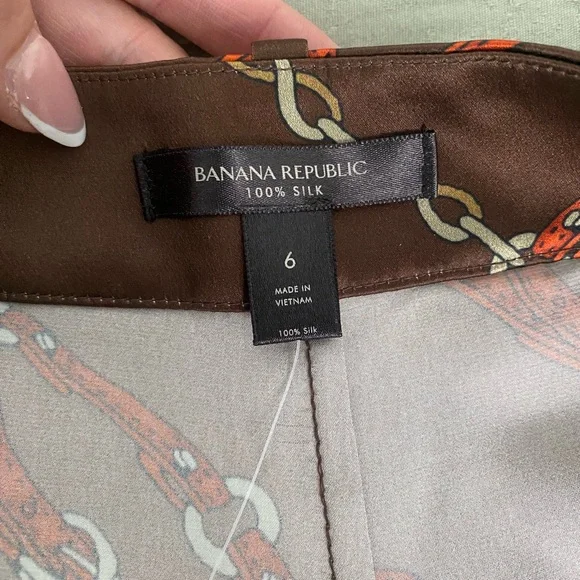 BANANA REPUBLIC
100% SILK
6
MADE IN
VIETNAM
100% Silk